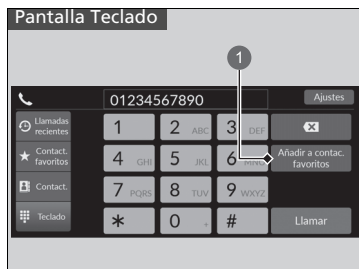 Pantalla Teclado
1
01234567890
Ajustes
Llamadas
recientes
1
2 ABC
3 DEF
Contact.
favoritos
4 GHI
5 JKL
6 MNO
Añadir a contac.
favoritos
Contact.
7 PQRS
8 TUV
9 WXYZ
Teclado
*
0 +
#
Llamar